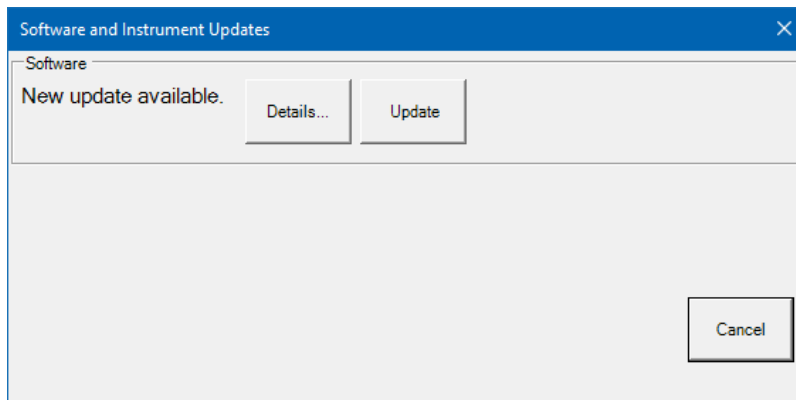 Software and Instrument Updates
Software
New update available.
Details...
Update
Cancel